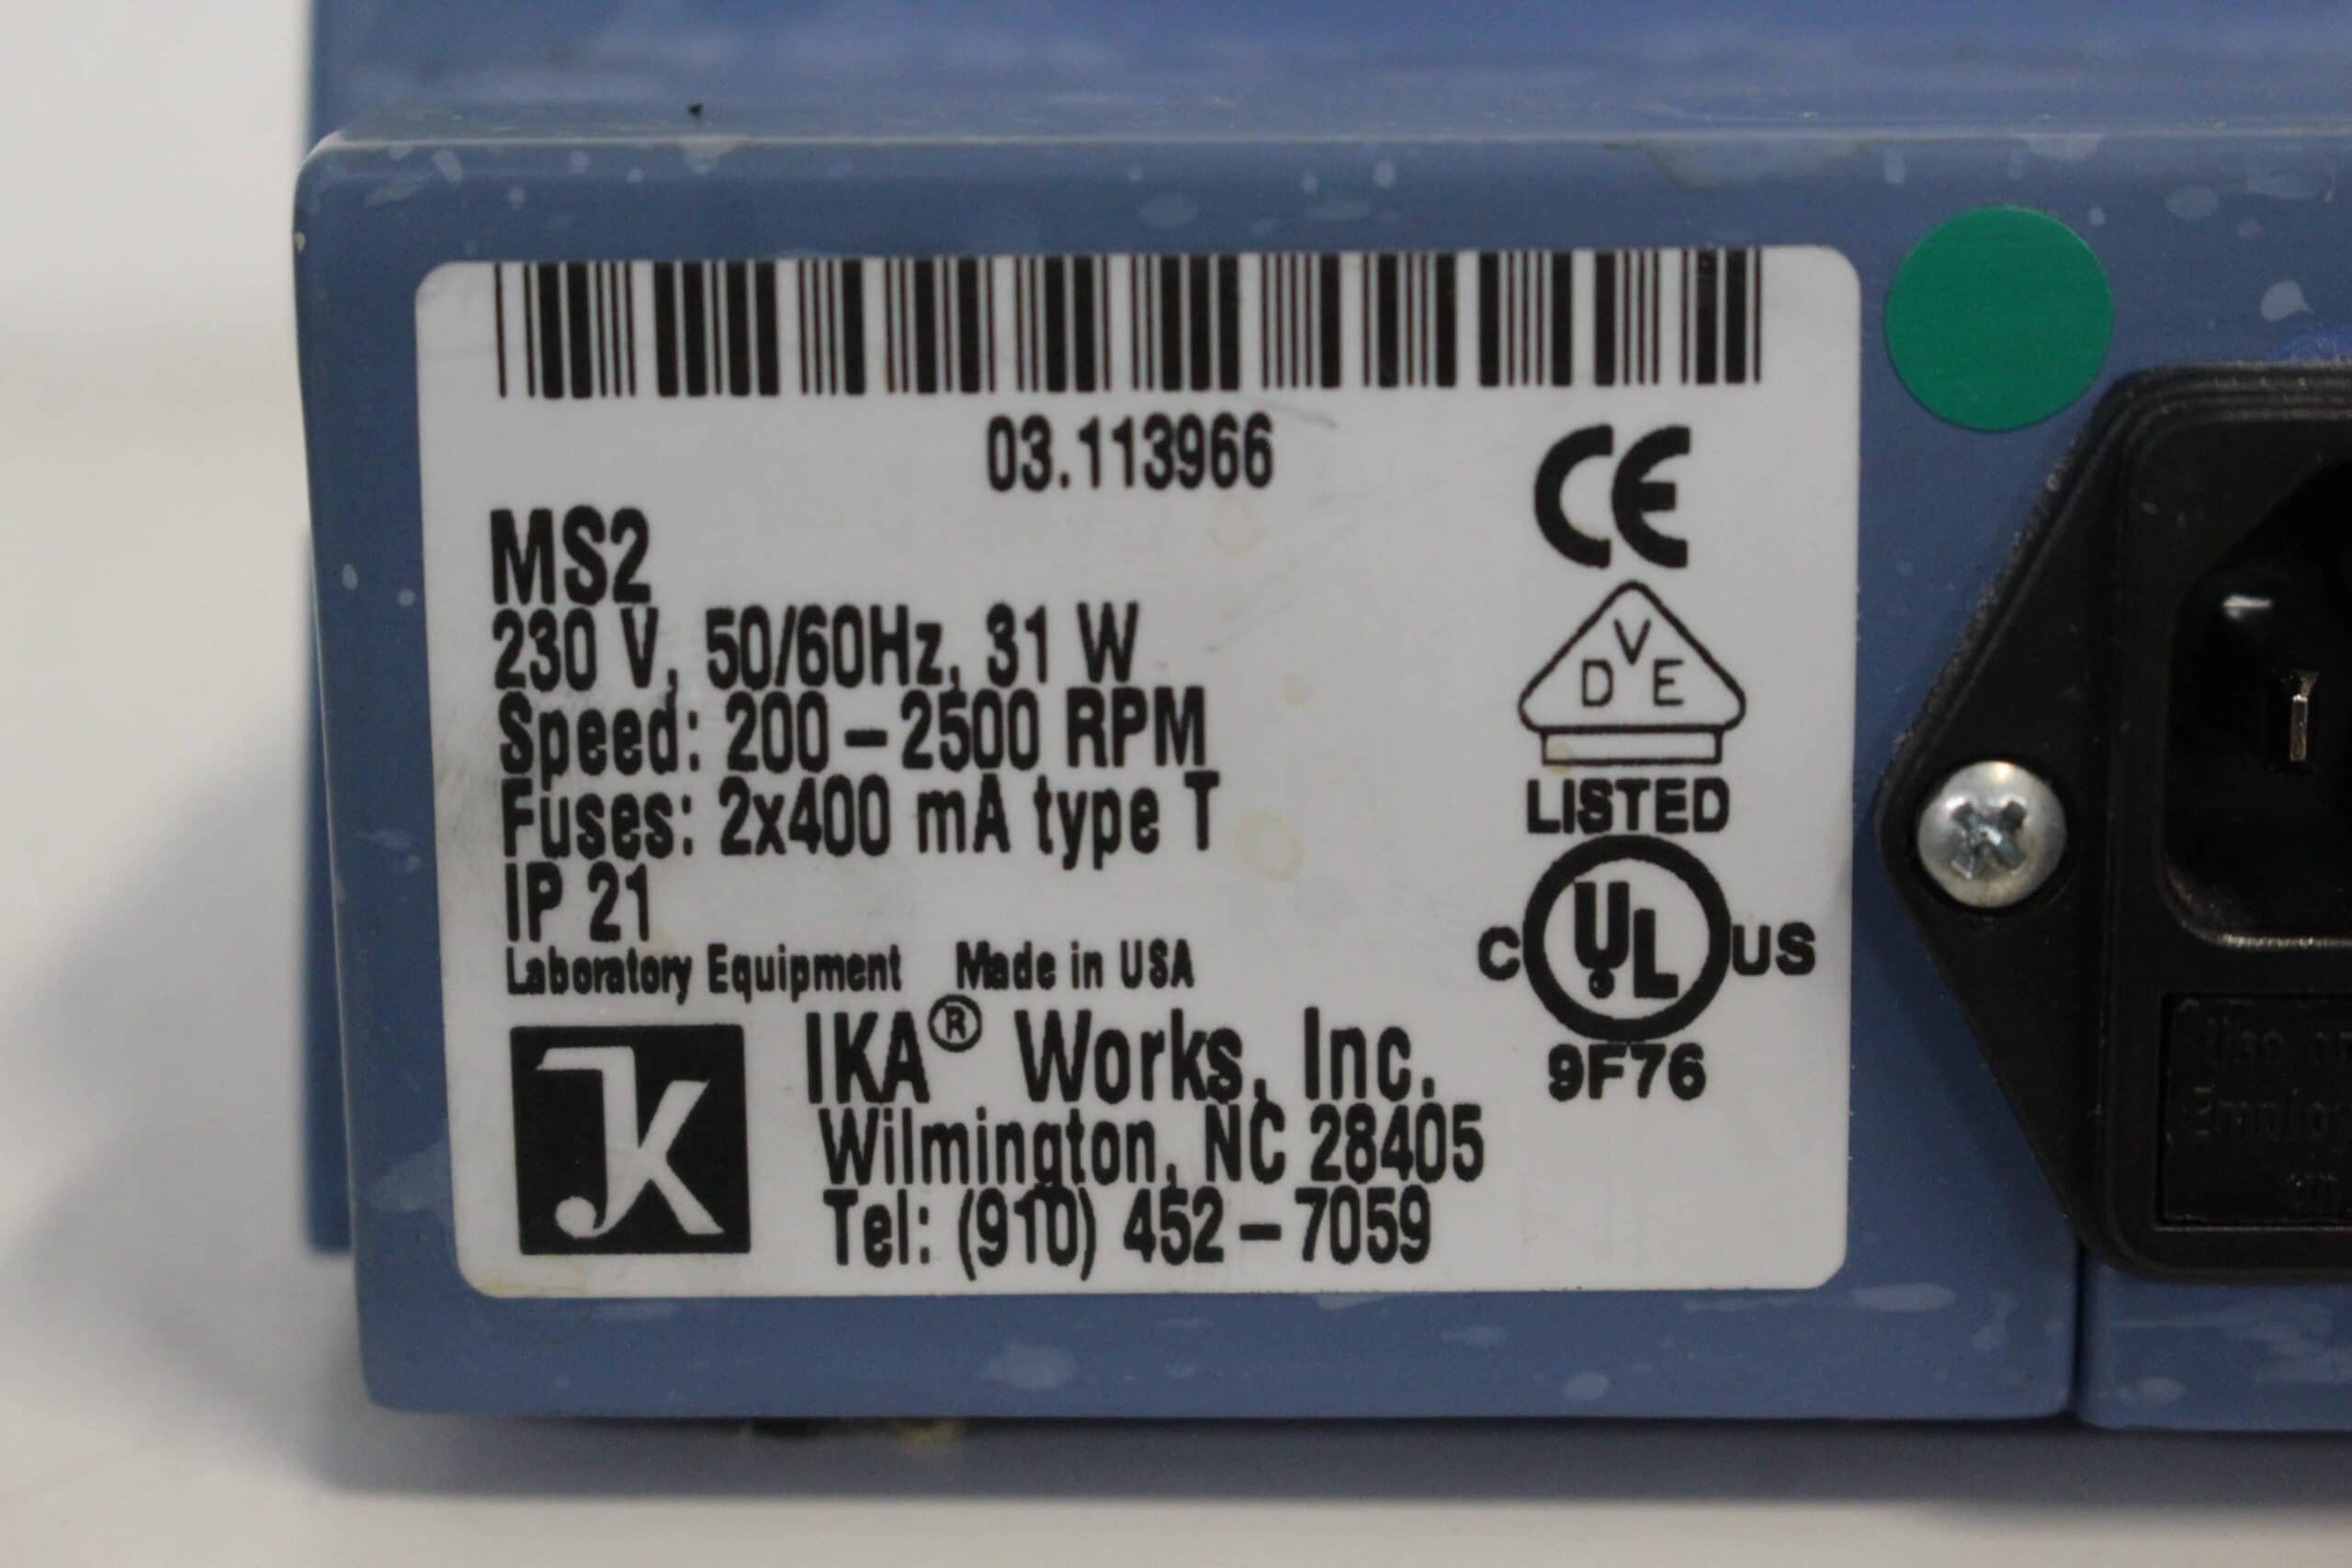 03.113966
CE
MS2
230 V, 50/60Hz, 31 W
Speed: 200-2500 RPM
Fuses: 2x400 mA type T
IP 21
Laboratory Equipment Made in USA
IKA® Works, Inc.
Wilmington, NC 28405
Tel: (910) 452-7059
DVE
LISTED
C UL US
9F76
Use